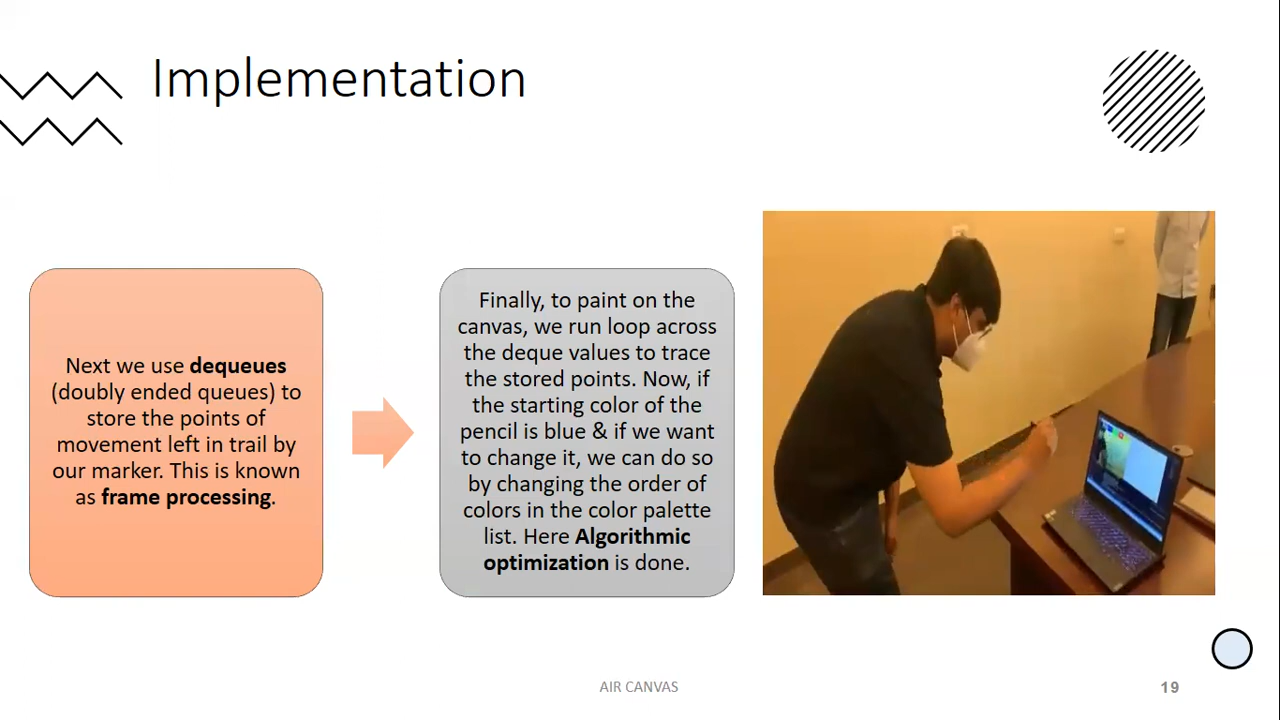 Implementation
Next we use dequeues
(doubly ended queues) to
store the points of
movement left in trail by
our marker. This is known
as frame processing.
Finally, to paint on the
canvas, we run loop across
the deque values to trace
the stored points. Now, if
the starting color of the
pencil is blue & if we want
to change it, we can do so
by changing the order of
colors in the color palette
list. Here Algorithmic
optimization is done.
AIR CANVAS
19